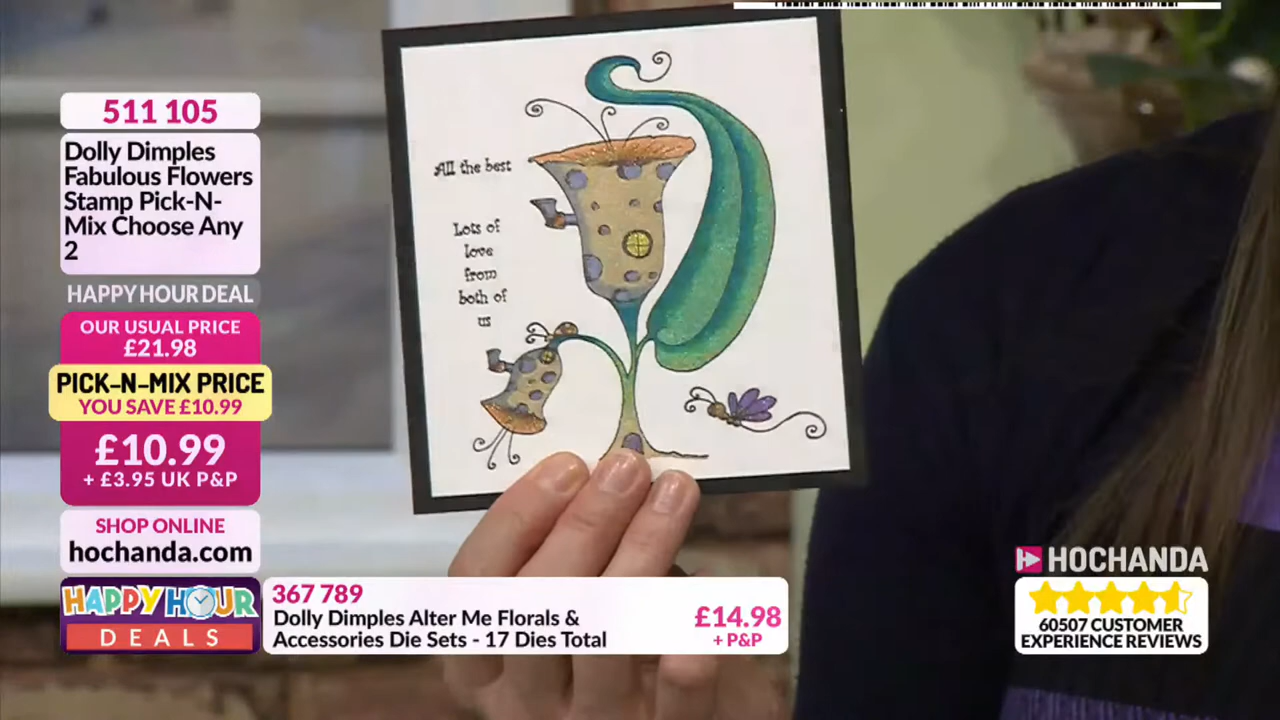 511 105
Dolly Dimples
Fabulous Flowers
Stamp Pick-N-
Mix Choose Any
2
HAPPY HOUR DEAL
OUR USUAL PRICE
£21.98
PICK-N-MIX PRICE
YOU SAVE £10.99
£10.99
+ £3.95 UK P&P
SHOP ONLINE
hochanda.com
HAPPY HOUR
DEALS
367 789
Dolly Dimples Alter Me Florals &
Accessories Die Sets - 17 Dies Total
£14.98
+ P&P
All the best
Lots of
love
from
both of
us
HOCHANDA
60507 CUSTOMER
EXPERIENCE REVIEWS